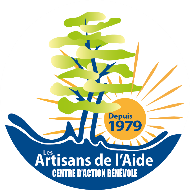 Depuis
1979
Les
Artisans de l'Aide
CENTRE D'ACTION BÉNÉVOLE